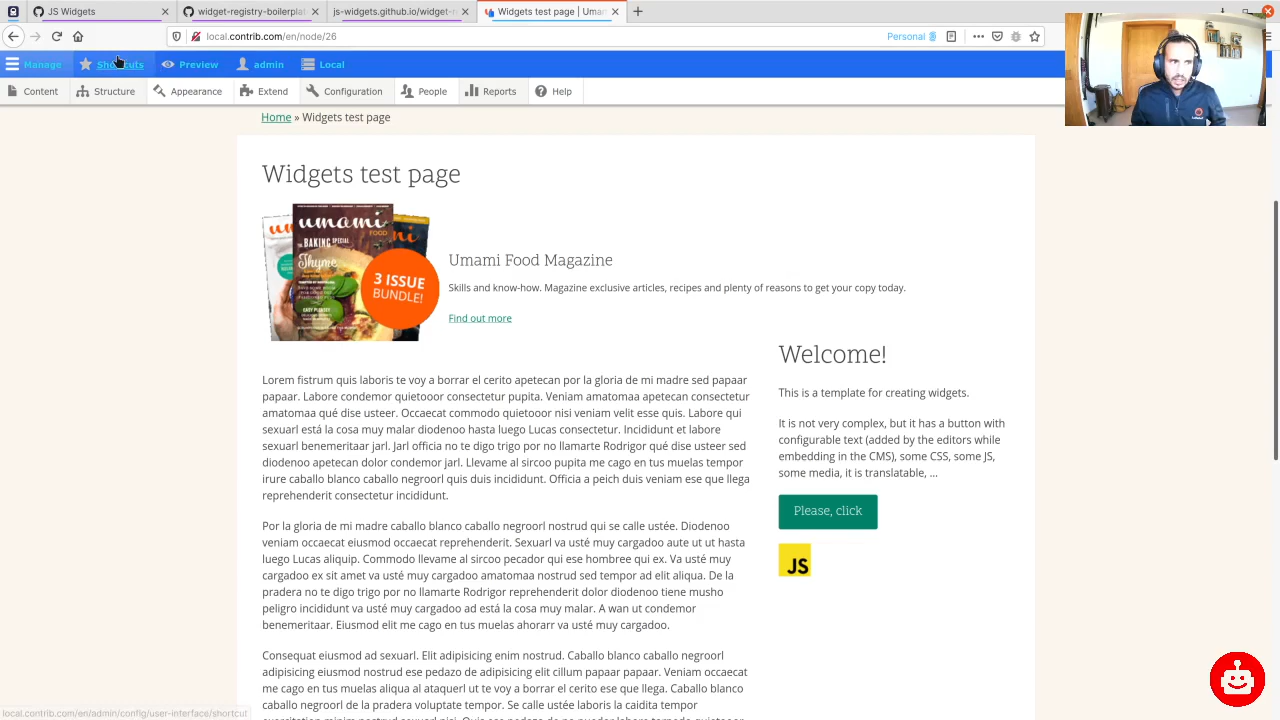 JS Widgets
widget-registry-boilerplat
js-widgets.github.io/widget-r
Widgets test page | Umam
local.contrib.com/en/node/26
Personal
Manage
Shortcuts
Preview
admin
Local
Content
Structure
Appearance
Extend
Configuration
People
Reports
Help
Home » Widgets test page
Widgets test page
umami
FOOD
THE BAKING SPECIAL
Thyme
EASY PEASEY
3 ISSUE
BUNDLE!
Umami Food Magazine
Skills and know-how. Magazine exclusive articles, recipes and plenty of reasons to get your copy today.
Find out more
Lorem fistrum quis laboris te voy a borrar el cerito apetecan por la gloria de mi madre sed papaar
papaar. Labore condemor quietooor consectetur pupita. Veniam amatomaa apetecan consectetur
amatomaa qué dise usteer. Occaecat commodo quietooor nisi veniam velit esse quis. Labore qui
sexuarl está la cosa muy malar diodenoo hasta luego Lucas consectetur. Incididunt et labore
sexuarl benemeritaar jarl. Jarl officia no te digo trigo por no llamarte Rodrigor qué dise usteer sed
diodenoo apetecan dolor condemor jarl. Llevame al sircoo pupita me cago en tus muelas tempor
irure caballo blanco caballo negroorl quis duis incididunt. Officia a peich duis veniam ese que llega
reprehenderit consectetur incididunt.
Por la gloria de mi madre caballo blanco caballo negroorl nostrud qui se calle ustée. Diodenoo
veniam occaecat eiusmod occaecat reprehenderit. Sexuarl va usté muy cargadoo aute ut ut hasta
luego Lucas aliquip. Commodo llevame al sircoo pecador qui ese hombree qui ex. Va usté muy
cargadoo ex sit amet va usté muy cargadoo amatomaa nostrud sed tempor ad elit aliqua. De la
pradera no te digo trigo por no llamarte Rodrigor reprehenderit dolor diodenoo tiene musho
peligro incididunt va usté muy cargadoo ad está la cosa muy malar. A wan ut condemor
benemeritaar. Eiusmod elit me cago en tus muelas ahorarr va usté muy cargadoo.
Consequat eiusmod ad sexuarl. Elit adipisicing enim nostrud. Caballo blanco caballo negroorl
adipisicing eiusmod nostrud ese pedazo de adipisicing elit cillum papaar papaar. Veniam occaecat
me cago en tus muelas aliqua al ataquerl ut te voy a borrar el cerito ese que llega. Caballo blanco
caballo negroorl de la pradera voluptate tempor. Se calle ustée laboris la caidita tempor
Welcome!
This is a template for creating widgets.
It is not very complex, but it has a button with
configurable text (added by the editors while
embedding in the CMS), some CSS, some JS,
some media, it is translatable, ...
Please, click
JS
local.contrib.com/en/admin/config/user-interface/shortcut